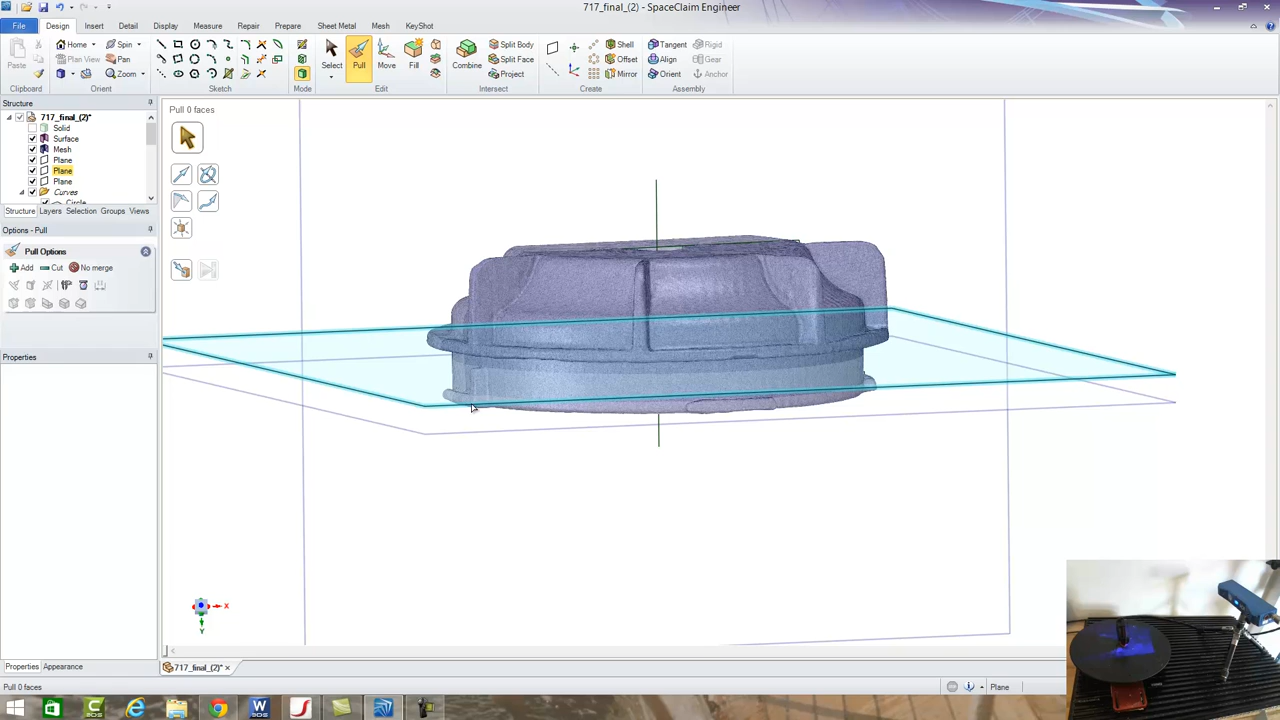 717_final_(2) - SpaceClaim Engineer
File Design Insert Detail Display Measure Repair Prepare Sheet Metal Mesh KeyShot
Home Spin Split Body Shell Tangent Rigid
Paste Plan View Pan Select Pull Move Fill Combine Split Face Offset Align Gear
Zoom Project Mirror Orient Anchor
Clipboard Orient Sketch Mode Edit Intersect Create Assembly
Structure
717_final_(2)*
Solid
Surface
Mesh
Plane
Plane
Plane
Curves
Circle
Structure Layers Selection Groups Views
Options - Pull
Pull Options
Add Cut No merge
Properties
Pull 0 faces
X
Y
Properties Appearance
717_final_(2)*
Pull 0 faces
Plane